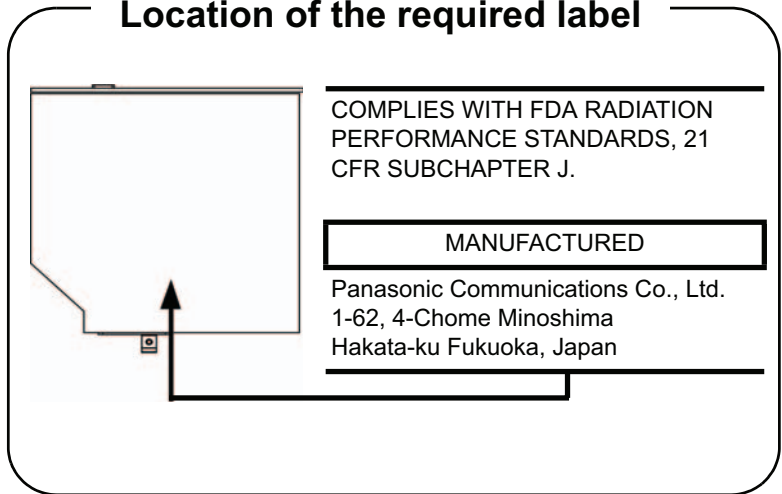 Location of the required label
COMPLIES WITH FDA RADIATION
PERFORMANCE STANDARDS, 21
CFR SUBCHAPTER J.
MANUFACTURED
Panasonic Communications Co., Ltd.
1-62, 4-Chome Minoshima
Hakata-ku Fukuoka, Japan